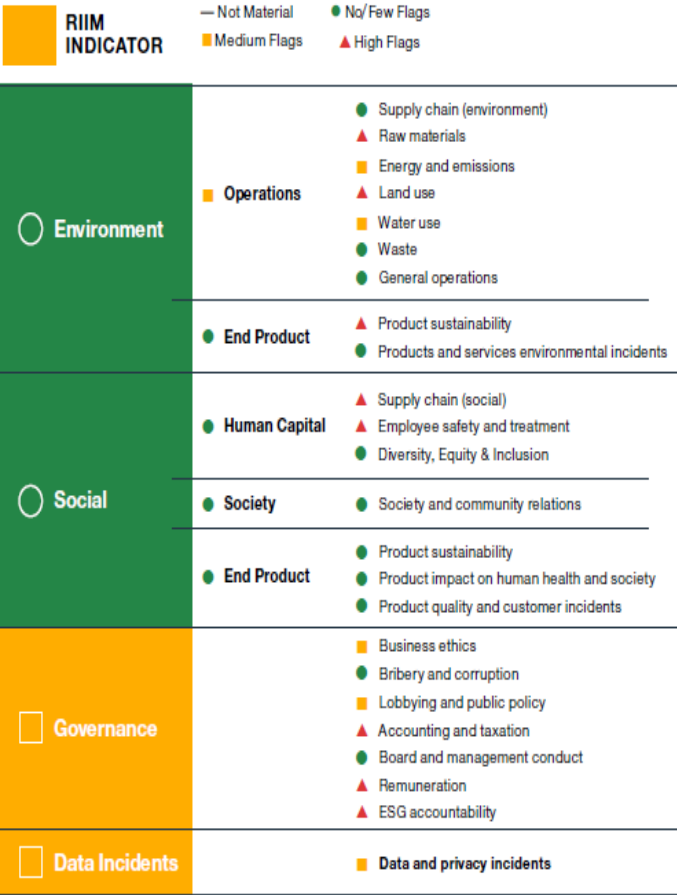 RIIM
INDICATOR
— Not Material
No/Few Flags
Medium Flags
High Flags
Environment
Operations
Supply chain (environment)
Raw materials
Energy and emissions
Land use
Water use
Waste
General operations
End Product
Product sustainability
Products and services environmental incidents
Social
Human Capital
Supply chain (social)
Employee safety and treatment
Diversity, Equity & Inclusion
Society
Society and community relations
End Product
Product sustainability
Product impact on human health and society
Product quality and customer incidents
Governance
Business ethics
Bribery and corruption
Lobbying and public policy
Accounting and taxation
Board and management conduct
Remuneration
ESG accountability
Data Incidents
Data and privacy incidents